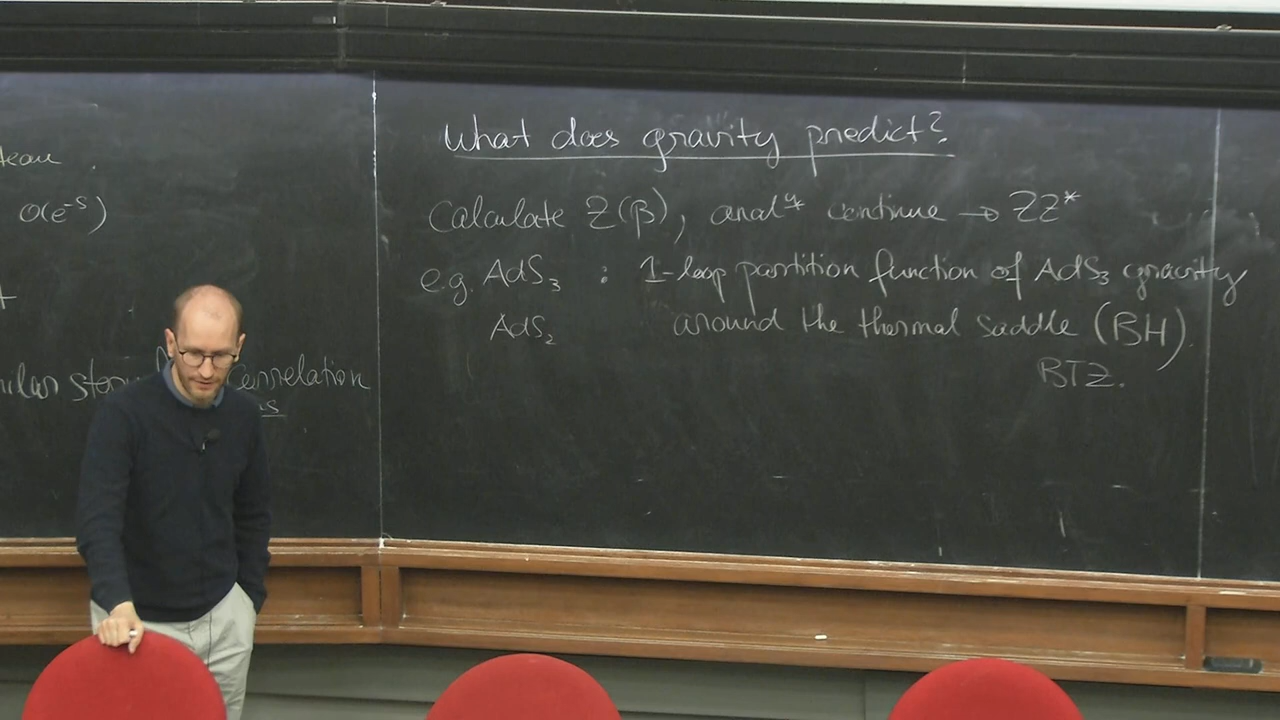 O(e^-S)
Correlation
What does gravity predict?
Calculate Z(β), anal^y* continue → ZZ*
e.g. AdS₃ : 1-loop partition function of AdS₃ gravity
AdS₂ around the thermal saddle (BH).
BTZ.